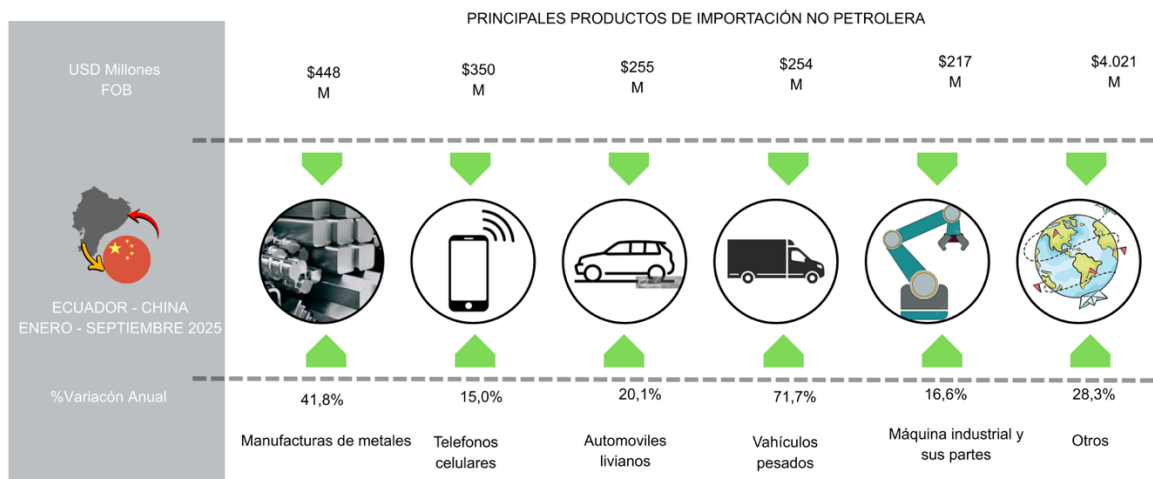 PRINCIPALES PRODUCTOS DE IMPORTACIÓN NO PETROLERA
USD Millones
FOB
$448
M
$350
M
$255
M
$254
M
$217
M
$4.021
M
ECUADOR - CHINA
ENERO - SEPTIEMBRE 2025
%Variacón Anual
41,8%
15,0%
20,1%
71,7%
16,6%
28,3%
Manufacturas de metales
Telefonos
celulares
Automoviles
livianos
Vahículos
pesados
Máquina industrial y
sus partes
Otros